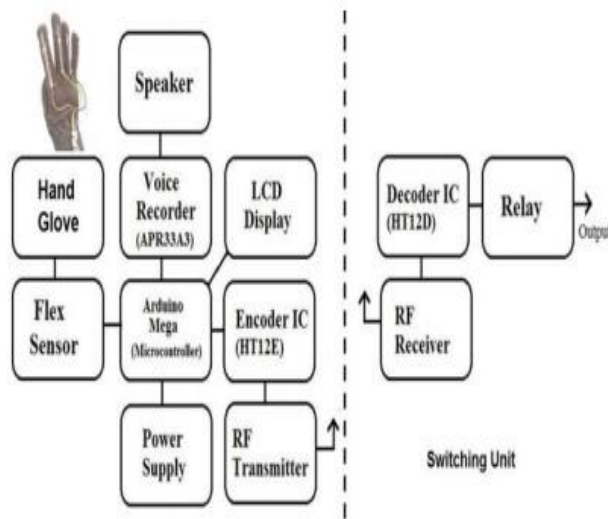 Speaker
Hand
Glove
Voice
Recorder
(APR33A3)
LCD
Display
Decoder IC
(HT12D)
Relay
Output
Flex
Sensor
Arduino
Mega
(Microcontroller)
Encoder IC
(HT12E)
RF
Receiver
Power
Supply
RF
Transmitter
Switching Unit